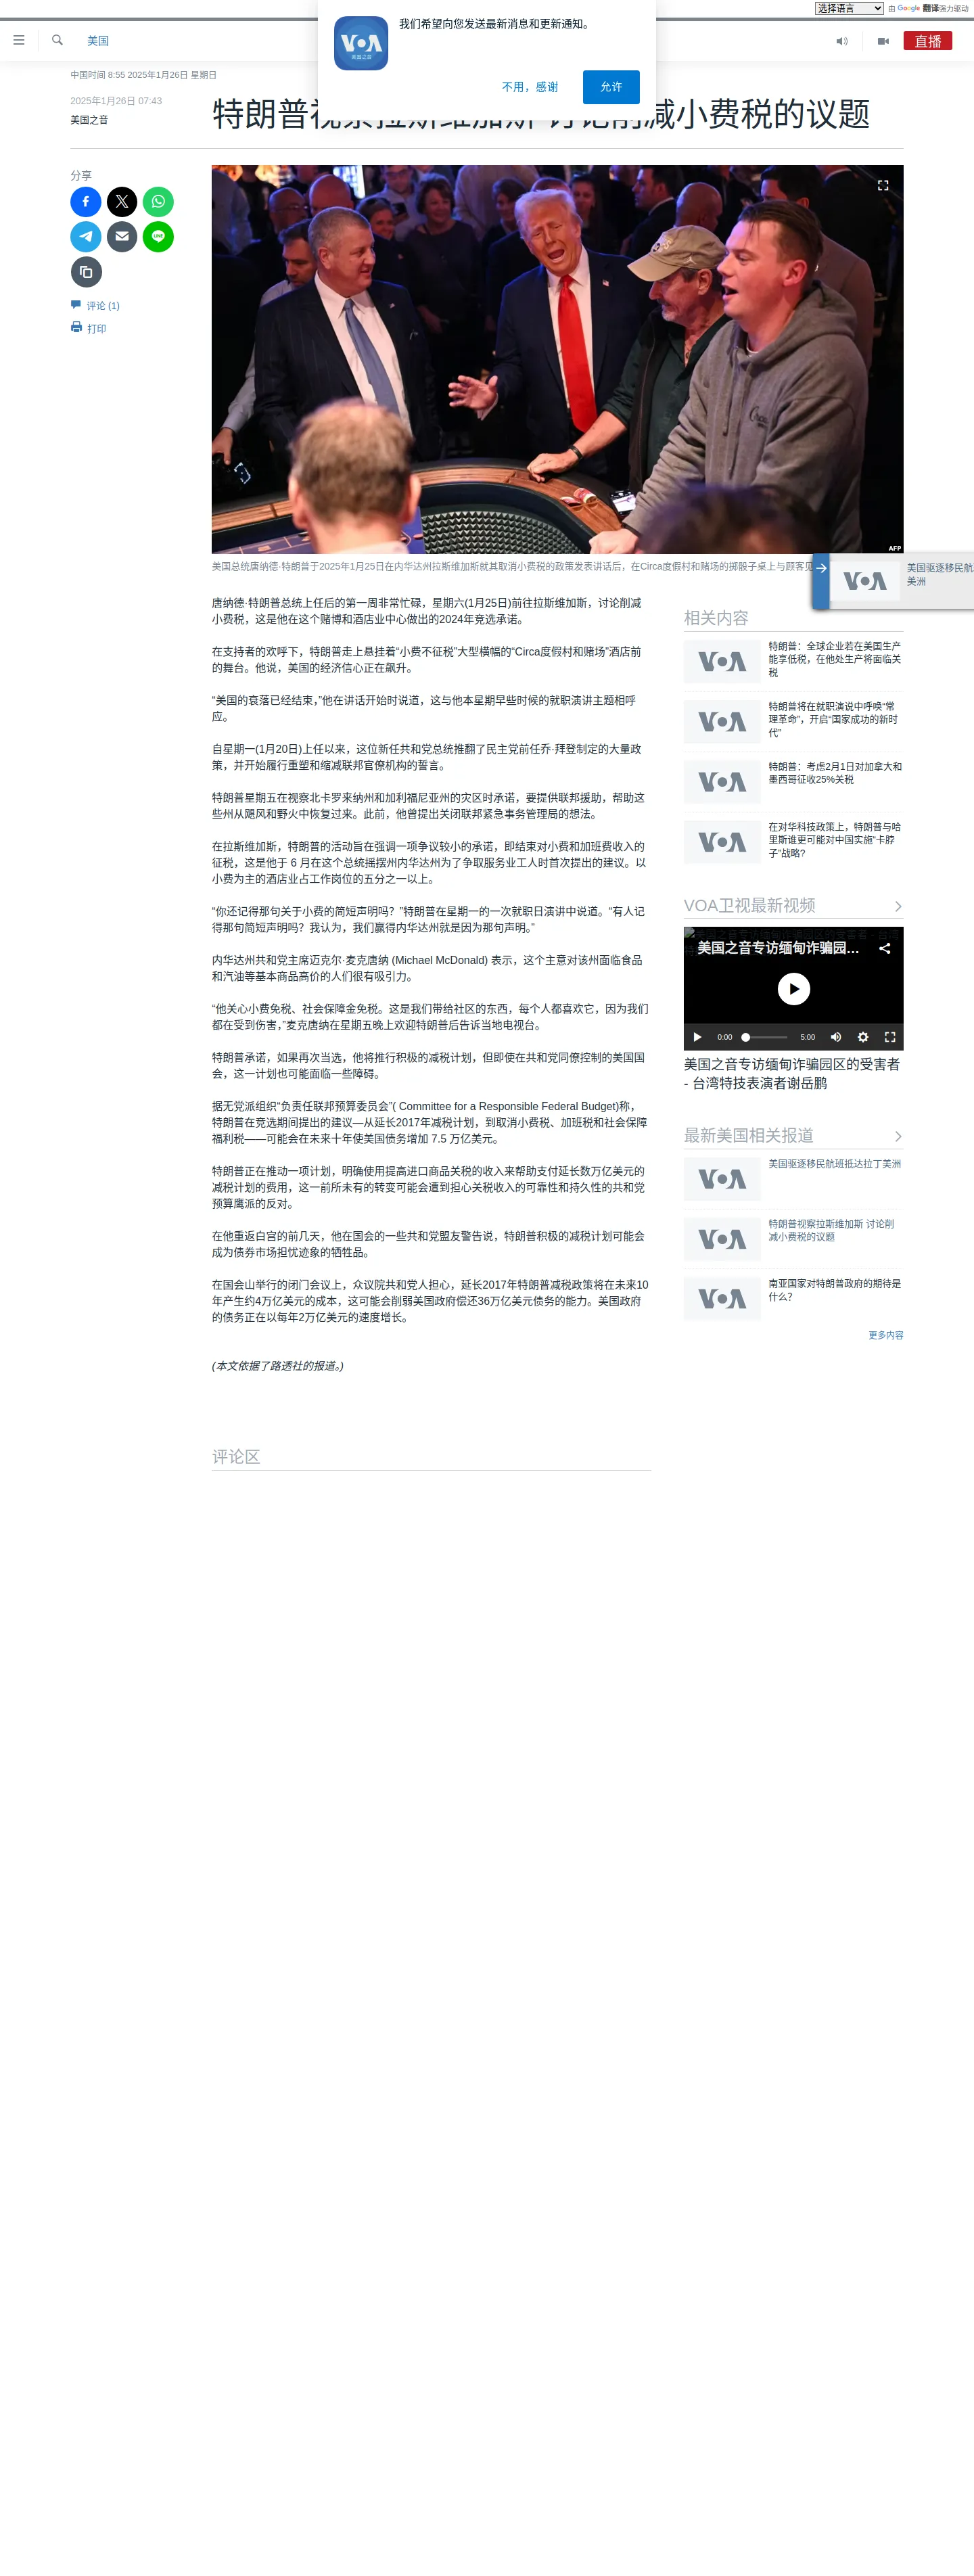 选择语言
由 Google 翻译强力驱动
我们希望向您发送最新消息和更新通知。
VOA
美国之音
不用，感谢
允许
美国
直播
中国时间 8:55 2025年1月26日 星期日
2025年1月26日 07:43
美国之音
特朗普视察拉斯维加斯 讨论削减小费税的议题
分享
LINE
评论 (1)
打印
AFP
美国总统唐纳德·特朗普于2025年1月25日在内华达州拉斯维加斯就其取消小费税的政策发表讲话后，在Circa度假村和赌场的掷骰子桌上与顾客见
VOA
美国驱逐移民航
美洲
唐纳德·特朗普总统上任后的第一周非常忙碌，星期六(1月25日)前往拉斯维加斯，讨论削减
小费税，这是他在这个赌博和酒店业中心做出的2024年竞选承诺。
在支持者的欢呼下，特朗普走上悬挂着“小费不征税”大型横幅的“Circa度假村和赌场”酒店前
的舞台。他说，美国的经济信心正在飙升。
“美国的衰落已经结束，”他在讲话开始时说道，这与他本星期早些时候的就职演讲主题相呼
应。
自星期一(1月20日)上任以来，这位新任共和党总统推翻了民主党前任乔·拜登制定的大量政
策，并开始履行重塑和缩减联邦官僚机构的誓言。
特朗普星期五在视察北卡罗来纳州和加利福尼亚州的灾区时承诺，要提供联邦援助，帮助这
些州从飓风和野火中恢复过来。此前，他曾提出关闭联邦紧急事务管理局的想法。
在拉斯维加斯，特朗普的活动旨在强调一项争议较小的承诺，即结束对小费和加班费收入的
征税，这是他于 6 月在这个总统摇摆州内华达州为了争取服务业工人时首次提出的建议。以
小费为主的酒店业占工作岗位的五分之一以上。
“你还记得那句关于小费的简短声明吗？”特朗普在星期一的一次就职日演讲中说道。“有人记
得那句简短声明吗？我认为，我们赢得内华达州就是因为那句声明。”
内华达州共和党主席迈克尔·麦克唐纳 (Michael McDonald) 表示，这个主意对该州面临食品
和汽油等基本商品高价的人们很有吸引力。
“他关心小费免税、社会保障金免税。这是我们带给社区的东西，每个人都喜欢它，因为我们
都在受到伤害，”麦克唐纳在星期五晚上欢迎特朗普后告诉当地电视台。
特朗普承诺，如果再次当选，他将推行积极的减税计划，但即使在共和党同僚控制的美国国
会，这一计划也可能面临一些障碍。
据无党派组织“负责任联邦预算委员会”( Committee for a Responsible Federal Budget)称，
特朗普在竞选期间提出的建议—从延长2017年减税计划，到取消小费税、加班税和社会保障
福利税——可能会在未来十年使美国债务增加 7.5 万亿美元。
特朗普正在推动一项计划，明确使用提高进口商品关税的收入来帮助支付延长数万亿美元的
减税计划的费用，这一前所未有的转变可能会遭到担心关税收入的可靠性和持久性的共和党
预算鹰派的反对。
在他重返白宫的前几天，他在国会的一些共和党盟友警告说，特朗普积极的减税计划可能会
成为债券市场担忧迹象的牺牲品。
在国会山举行的闭门会议上，众议院共和党人担心，延长2017年特朗普减税政策将在未来10
年产生约4万亿美元的成本，这可能会削弱美国政府偿还36万亿美元债务的能力。美国政府
的债务正在以每年2万亿美元的速度增长。
(本文依据了路透社的报道。)
评论区
相关内容
VOA
特朗普：全球企业若在美国生产
能享低税，在他处生产将面临关
税
VOA
特朗普将在就职演说中呼唤“常
理革命”，开启“国家成功的新时
代”
VOA
特朗普：考虑2月1日对加拿大和
墨西哥征收25%关税
VOA
在对华科技政策上，特朗普与哈
里斯谁更可能对中国实施“卡脖
子”战略?
VOA卫视最新视频
美国之音专访缅甸诈骗园...
0:00
5:00
美国之音专访缅甸诈骗园区的受害者
- 台湾特技表演者谢岳鹏
最新美国相关报道
VOA
美国驱逐移民航班抵达拉丁美洲
VOA
特朗普视察拉斯维加斯 讨论削
减小费税的议题
VOA
南亚国家对特朗普政府的期待是
什么？
更多内容